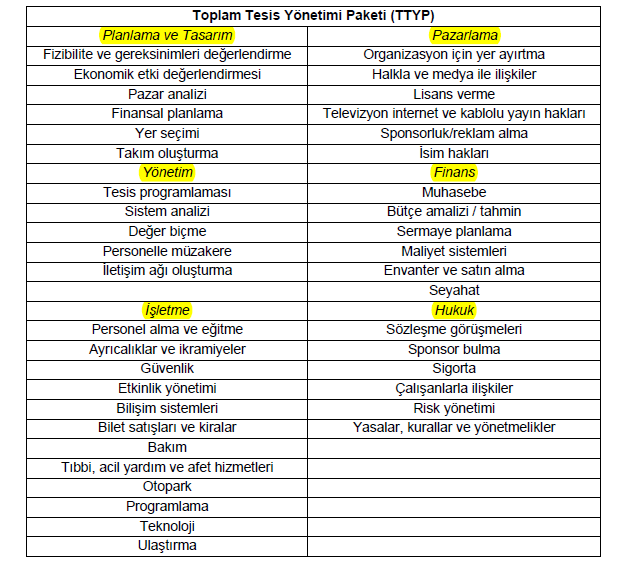 Toplam Tesis Yönetimi Paketi (TTYP)
Planlama ve Tasarım	Pazarlama
Fizibilite ve gereksinimleri değerlendirme	Organizasyon için yer ayırtma
Ekonomik etki değerlendirmesi	Halkla ve medya ile ilişkiler
Pazar analizi	Lisans verme
Finansal planlama	Televizyon internet ve kablolu yayın hakları
Yer seçimi	Sponsorluk/reklam alma
Takım oluşturma	İsim hakları
Yönetim	Finans
Tesis programlaması	Muhasebe
Sistem analizi	Bütçe amalizi / tahmin
Değer biçme	Sermaye planlama
Personelle müzakere	Maliyet sistemleri
İletişim ağı oluşturma	Envanter ve satın alma
Seyahat
İşletme	Hukuk
Personel alma ve eğitme	Sözleşme görüşmeleri
Ayrıcalıklar ve ikramiyeler	Sponsor bulma
Güvenlik	Sigorta
Etkinlik yönetimi	Çalışanlarla ilişkiler
Bilişim sistemleri	Risk yönetimi
Bilet satışları ve kiralar	Yasalar, kurallar ve yönetmelikler
Bakım
Tıbbi, acil yardım ve afet hizmetleri
Otopark
Programlama
Teknoloji
Ulaştırma